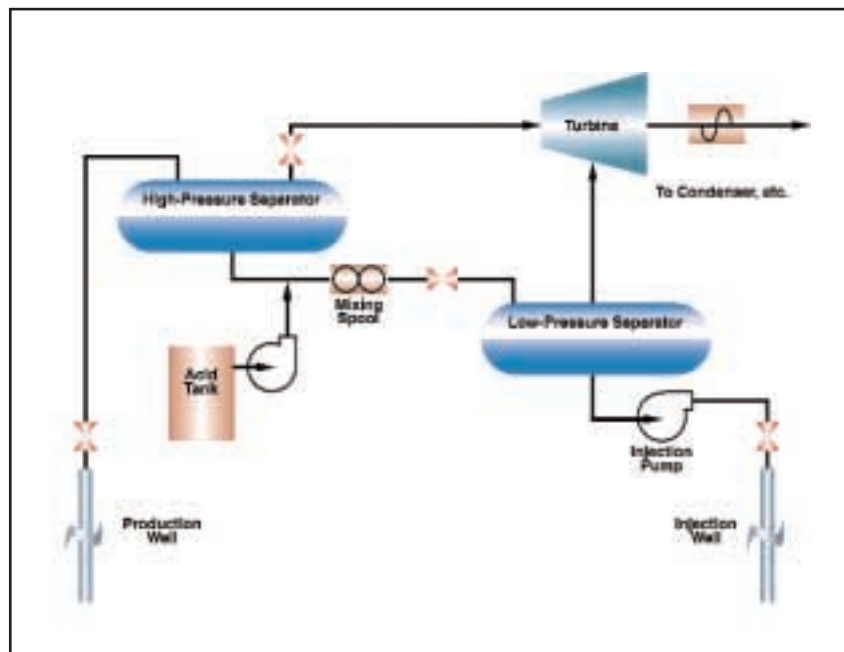 Turbine
High-Pressure Separator
To Condenser, etc.
Mixing
Spool
Low-Pressure Separator
Acid
Tank
Injection
Pump
Production
Well
Injection
Well